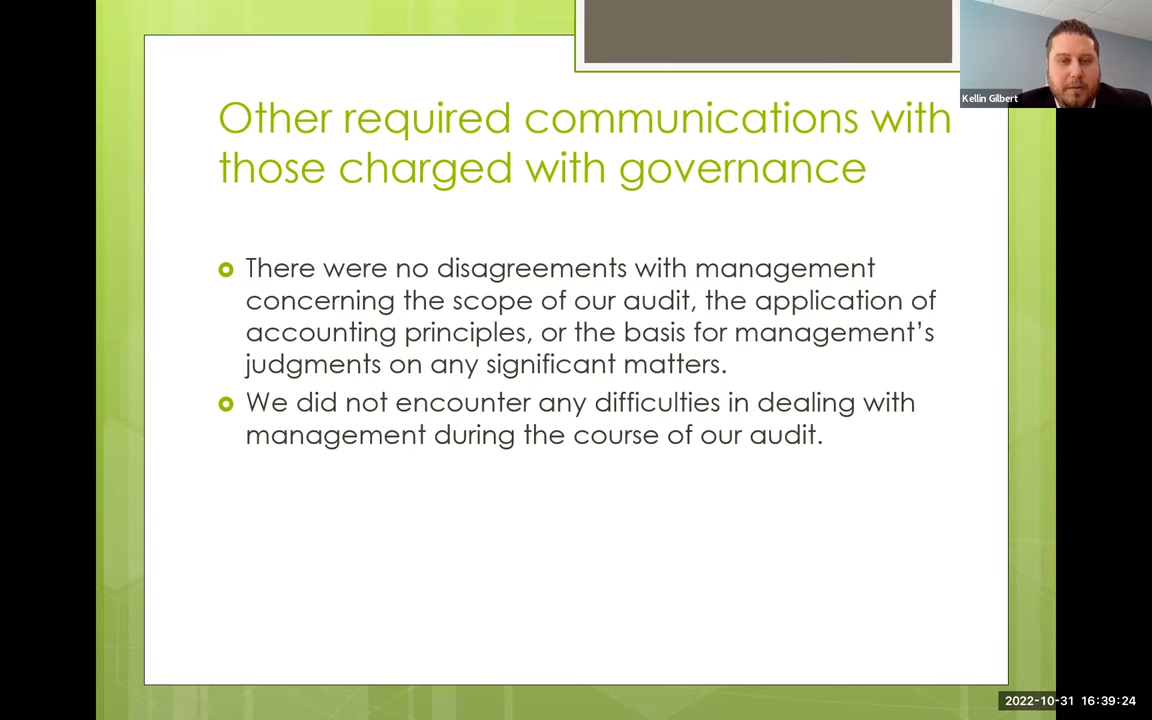 Other required communications with
those charged with governance
Kellin Gilbert
There were no disagreements with management
concerning the scope of our audit, the application of
accounting principles, or the basis for management’s
judgments on any significant matters.
We did not encounter any difficulties in dealing with
management during the course of our audit.
2022-10-31 16:39:24